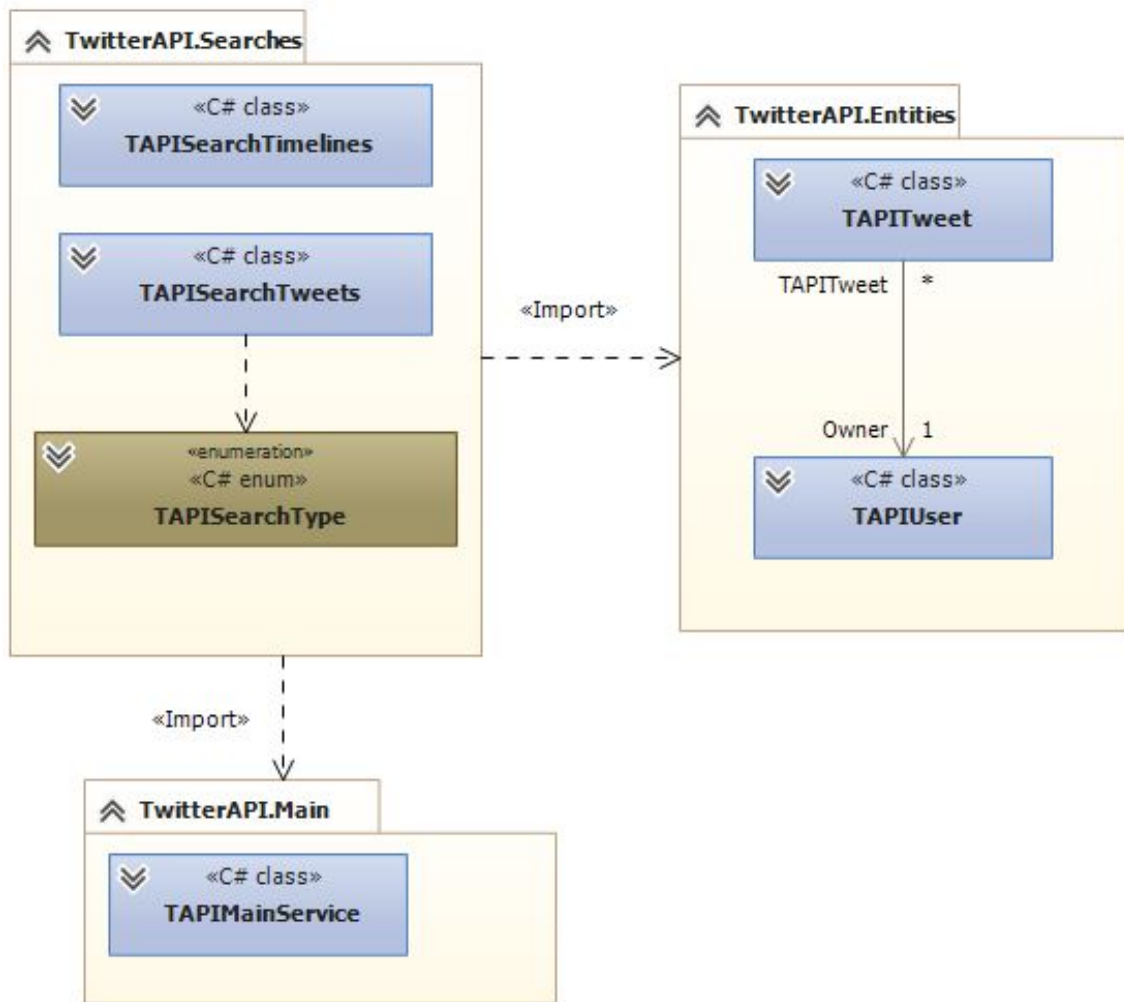 TwitterAPI.Searches
«C# class»
TAPISearchTimelines
«C# class»
TAPISearchTweets
«enumeration»
«C# enum»
TAPISearchType
«Import»
TwitterAPI.Entities
«C# class»
TAPITweet
TAPITweet *
Owner 1
«C# class»
TAPIUser
«Import»
TwitterAPI.Main
«C# class»
TAPIMainService